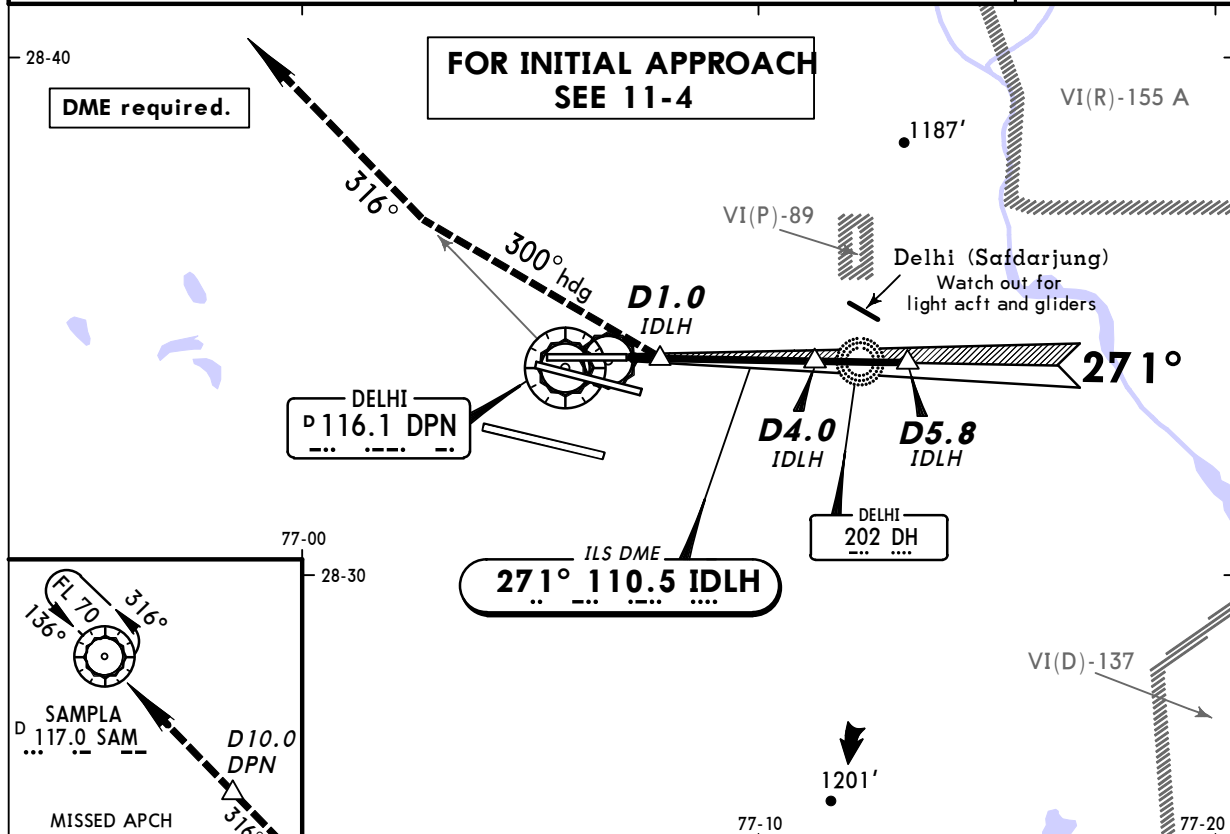 28-40
FOR INITIAL APPROACH
SEE 11-4
DME required.
VI(R)-155 A
1187'
316°
VI(P)-89
300° hdg
Delhi (Safdarjung)
Watch out for
light acft and gliders
D1.0
IDLH
271°
DELHI
D 116.1 DPN
D4.0
IDLH
D5.8
IDLH
DELHI
202 DH
77-00
28-30
ILS DME
271° 110.5 IDLH
FL 70
316°
136°
VI(D)-137
SAMPLA
D 117.0 SAM
D10.0
DPN
1201'
MISSED APCH
316°
77-10
77-20